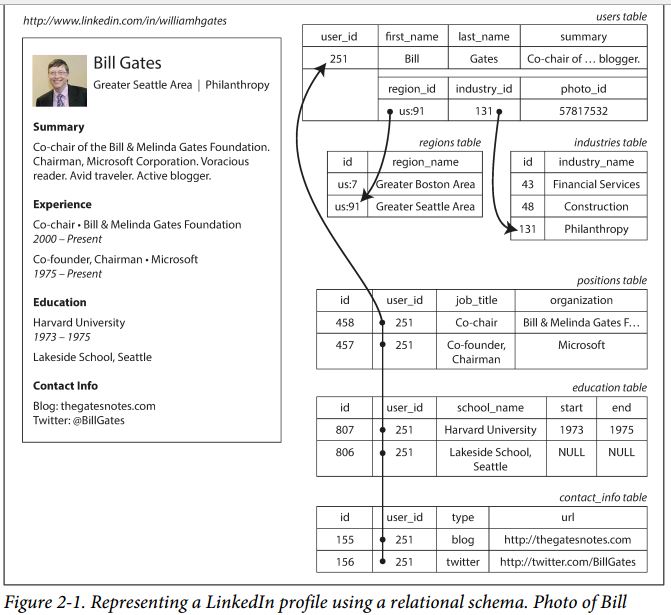 http://www.linkedin.com/in/williamhgates
Bill Gates
Greater Seattle Area | Philanthropy
Summary
Co-chair of the Bill & Melinda Gates Foundation.
Chairman, Microsoft Corporation. Voracious
reader. Avid traveler. Active blogger.
Experience
Co-chair • Bill & Melinda Gates Foundation
2000 – Present
Co-founder, Chairman • Microsoft
1975 – Present
Education
Harvard University
1973 – 1975
Lakeside School, Seattle
Contact Info
Blog: thegatesnotes.com
Twitter: @BillGates
users table
user_id first_name last_name summary
251 Bill Gates Co-chair of … blogger.
region_id industry_id photo_id
us:91 131 57817532
regions table
id region_name
us:7 Greater Boston Area
us:91 Greater Seattle Area
industries table
id industry_name
43 Financial Services
48 Construction
131 Philanthropy
positions table
id user_id job_title organization
458 251 Co-chair Bill & Melinda Gates F…
457 251 Co-founder, Microsoft
Chairman
education table
id user_id school_name start end
807 251 Harvard University 1973 1975
806 251 Lakeside School, NULL NULL
Seattle
contact_info table
id user_id type url
155 251 blog http://thegatesnotes.com
156 251 twitter http://twitter.com/BillGates
Figure 2-1. Representing a LinkedIn profile using a relational schema. Photo of Bill